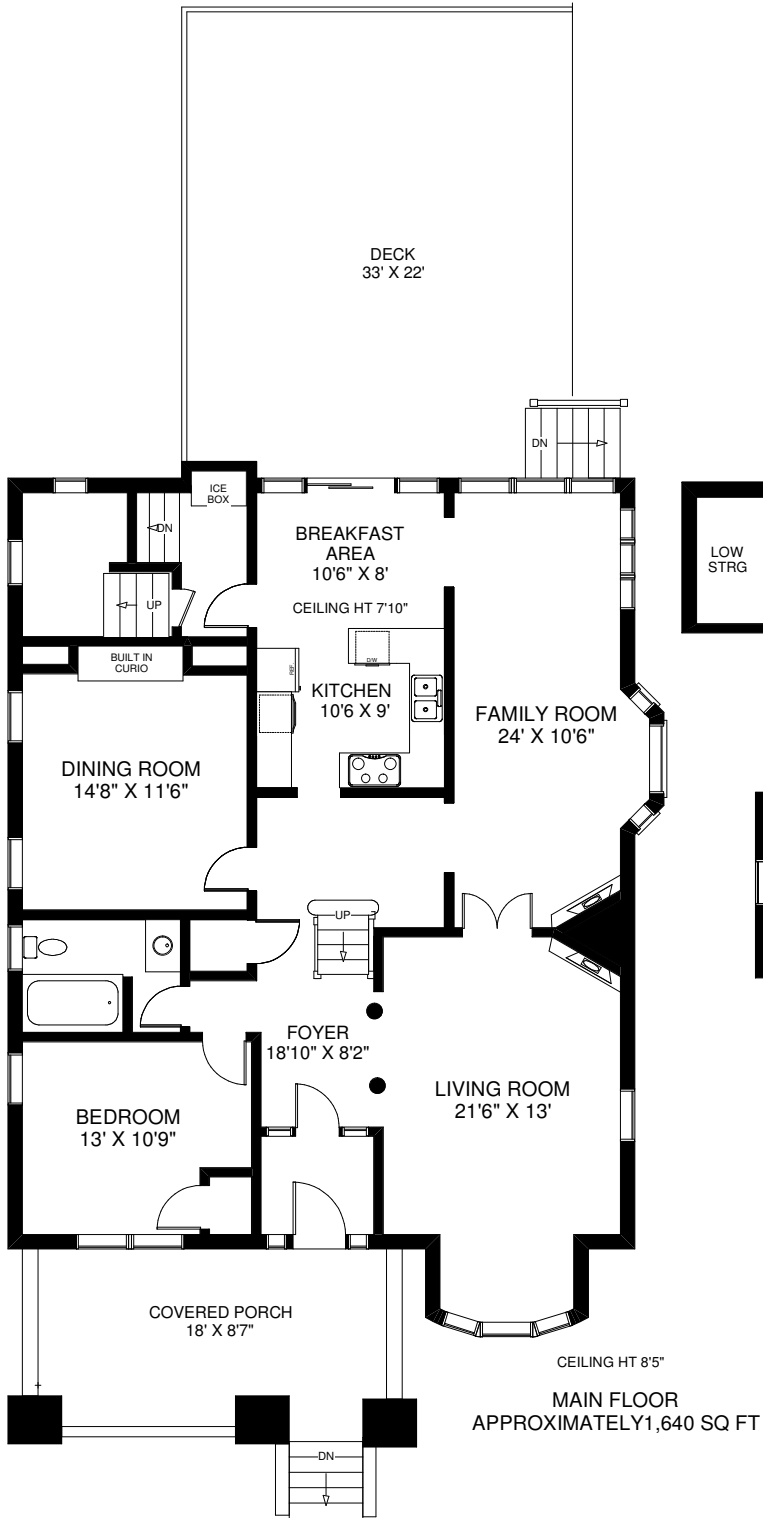 DECK
33' X 22'
DN
ICE
BOX
DN
BREAKFAST
AREA
10'6" X 8'
LOW
STRG
UP
CEILING HT 7'10"
BUILT IN
CURIO
D/W
REF.
KITCHEN
10'6 X 9'
FAMILY ROOM
24' X 10'6"
DINING ROOM
14'8" X 11'6"
UP
FOYER
18'10" X 8'2"
LIVING ROOM
21'6" X 13'
BEDROOM
13' X 10'9"
COVERED PORCH
18' X 8'7"
CEILING HT 8'5"
MAIN FLOOR
APPROXIMATELY1,640 SQ FT
DN